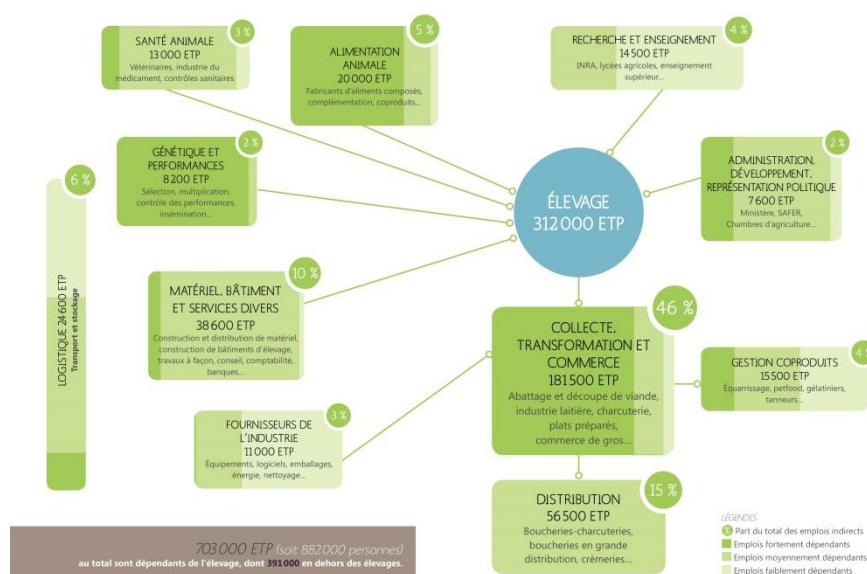 3 %
SANTÉ ANIMALE
13 000 ETP
Vétérinaires, industrie du
médicament, contrôles sanitaires
5 %
ALIMENTATION
ANIMALE
20 000 ETP
Fabricants d'aliments composés,
complémentation, coproduits...
4 %
RECHERCHE ET ENSEIGNEMENT
14 500 ETP
INRA, lycées agricoles, enseignement
supérieur...
2 %
GÉNÉTIQUE ET
PERFORMANCES
8 200 ETP
Sélection, multiplication,
contrôle des performances,
insémination...
ÉLEVAGE
312 000 ETP
2 %
ADMINISTRATION,
DÉVELOPPEMENT,
REPRÉSENTATION POLITIQUE
7 600 ETP
Ministère, SAFER,
Chambres d'agriculture...
6 %
LOGISTIQUE 24 600 ETP
Transport et stockage
10 %
MATÉRIEL, BÂTIMENT
ET SERVICES DIVERS
38 600 ETP
Construction et distribution de matériel,
construction de bâtiments d'élevage,
travaux à façon, conseil, comptabilité,
banques...
46 %
COLLECTE,
TRANSFORMATION ET
COMMERCE
181 500 ETP
Abattage et découpe de viande,
industrie laitière, charcuterie,
plats préparés,
commerce de gros...
4 %
GESTION COPRODUITS
15 500 ETP
Équarrissage, petfood, gélatiniers,
tanneurs...
3 %
FOURNISSEURS DE
L'INDUSTRIE
11 000 ETP
Équipements, logiciels, emballages,
énergie, nettoyage...
15 %
DISTRIBUTION
56 500 ETP
Boucheries-charcuteries,
boucheries en grande
distribution, crèmeries...
703 000 ETP (soit 882 000 personnes)
au total sont dépendants de l'élevage, dont 391 000 en dehors des élevages.
LÉGENDES
% Part du total des emplois indirects
Emplois fortement dépendants
Emplois moyennement dépendants
Emplois faiblement dépendants